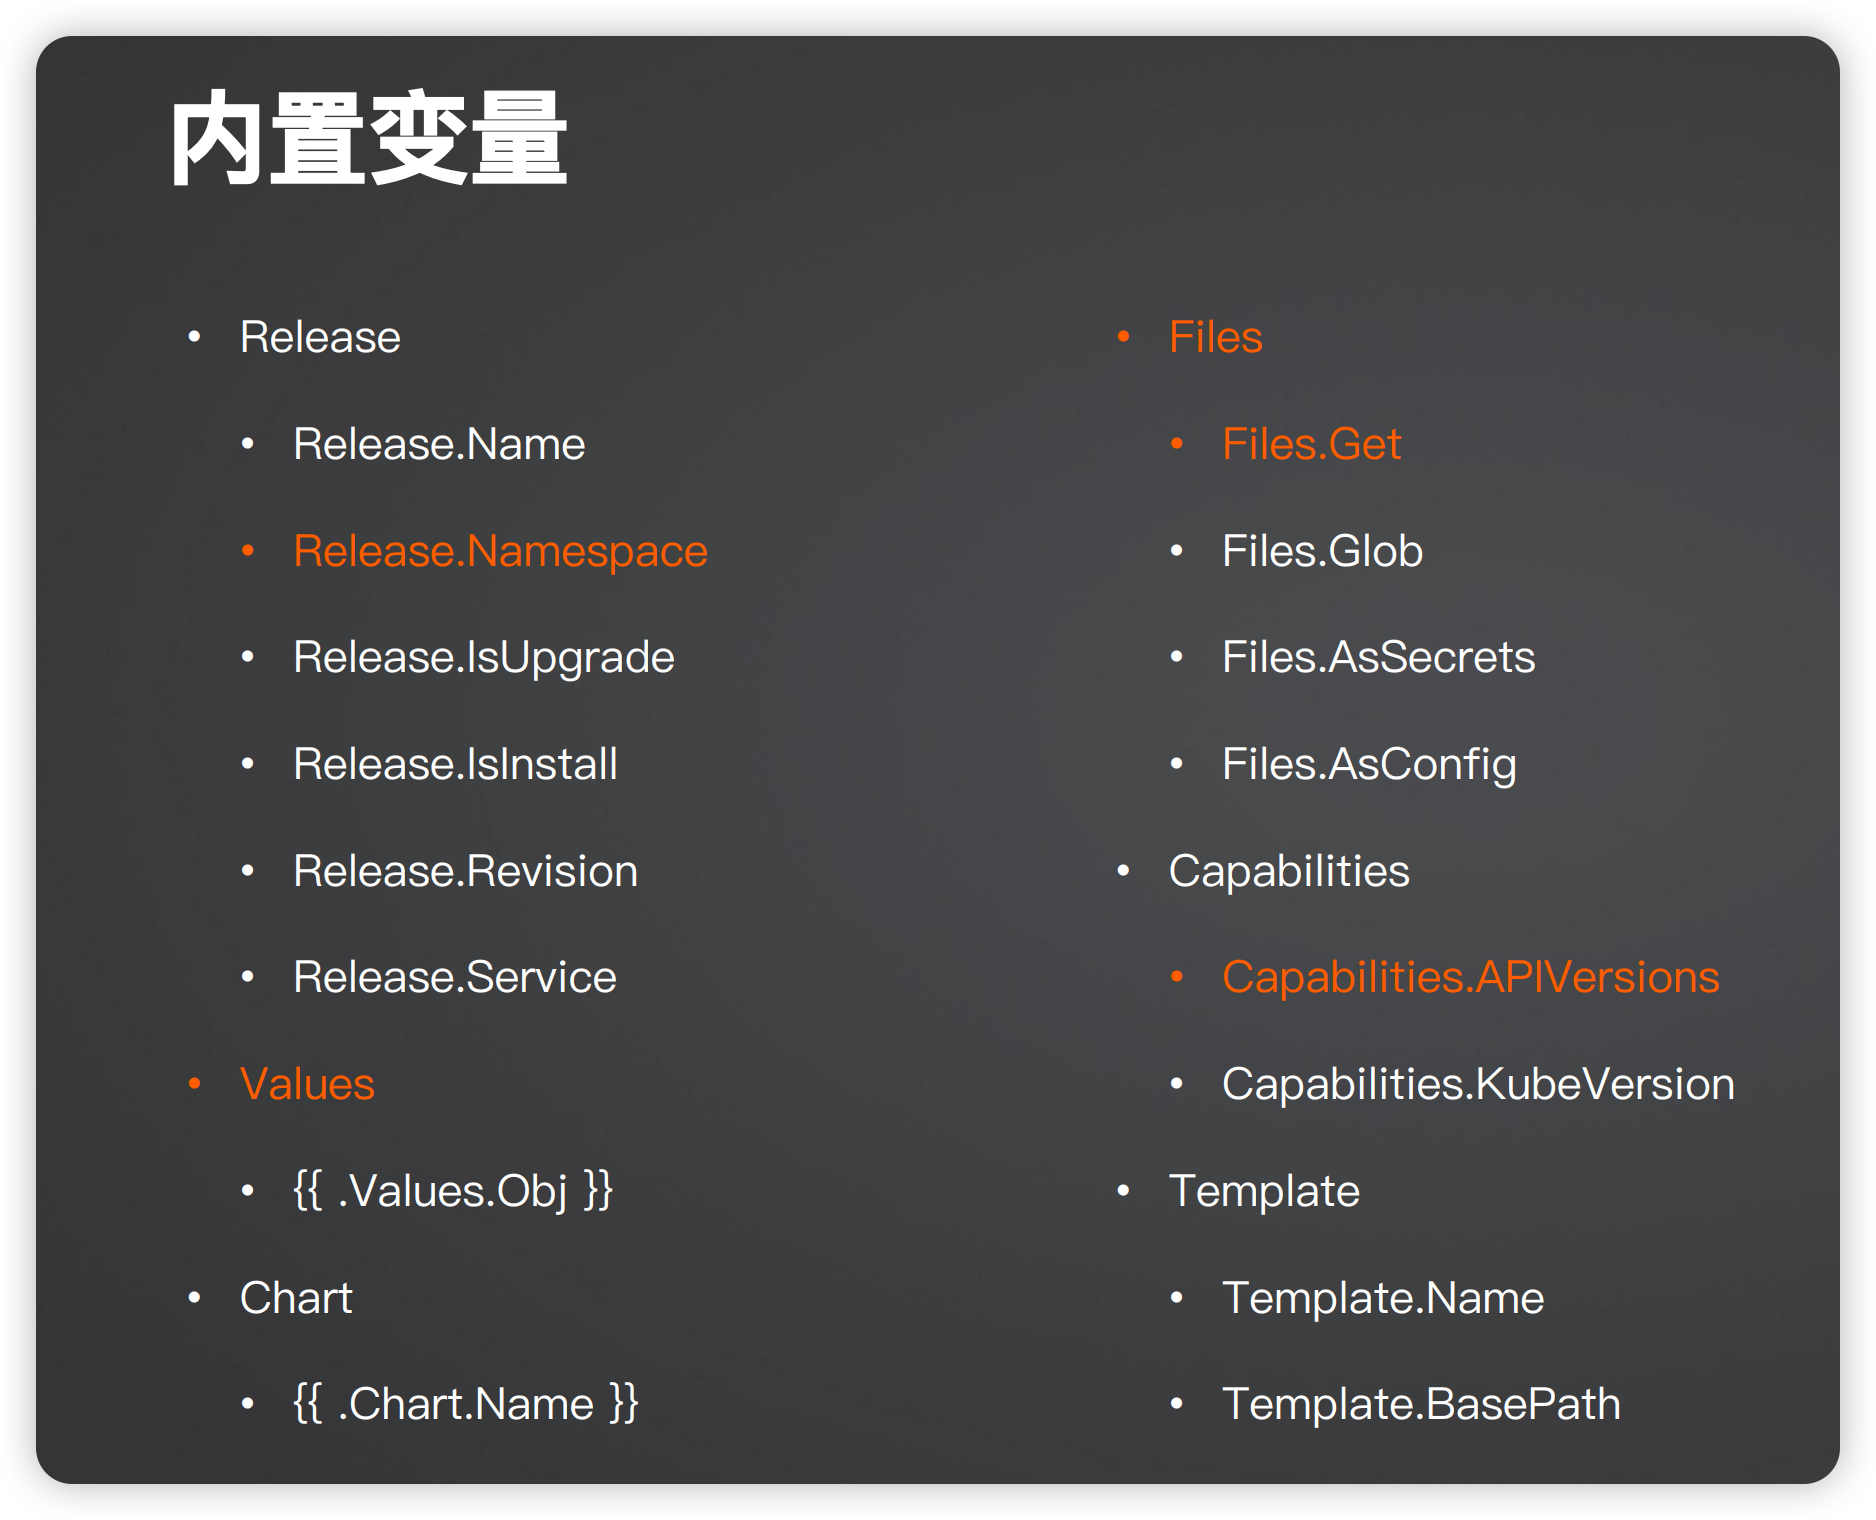 内置变量
• Release
• Release.Name
• Release.Namespace
• Release.IsUpgrade
• Release.IsInstall
• Release.Revision
• Release.Service
• Values
• {{ .Values.Obj }}
• Chart
• {{ .Chart.Name }}
• Files
• Files.Get
• Files.Glob
• Files.AsSecrets
• Files.AsConfig
• Capabilities
• Capabilities.APIVersions
• Capabilities.KubeVersion
• Template
• Template.Name
• Template.BasePath